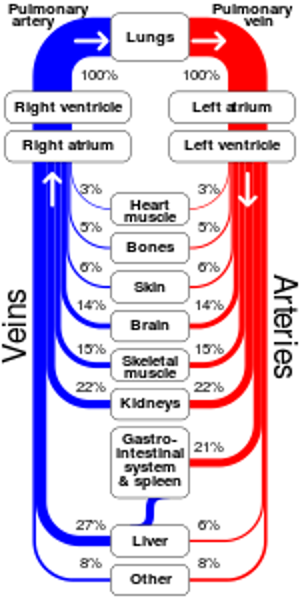 Pulmonary artery
Pulmonary vein
Lungs
100%
100%
Right ventricle
Left atrium
Right atrium
Left ventricle
3%
3%
Heart
muscle
5%
5%
Bones
6%
6%
Skin
14%
14%
Brain
15%
15%
Skeletal
muscle
22%
22%
Kidneys
Gastro-
intestinal
system
& spleen
21%
27%
6%
Liver
8%
8%
Other
Veins
Arteries